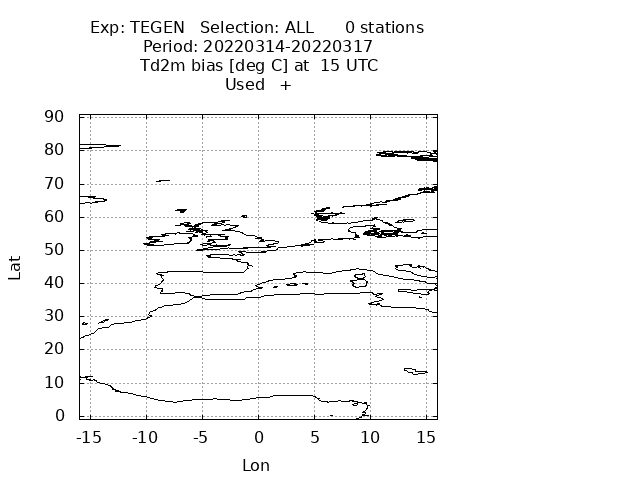 Exp: TEGEN   Selection: ALL      0 stations
Period: 20220314-20220317
Td2m bias [deg C] at  15 UTC
Used   +
90
80
70
60
50
40
30
20
10
0
Lat
-15 -10 -5 0 5 10 15
Lon